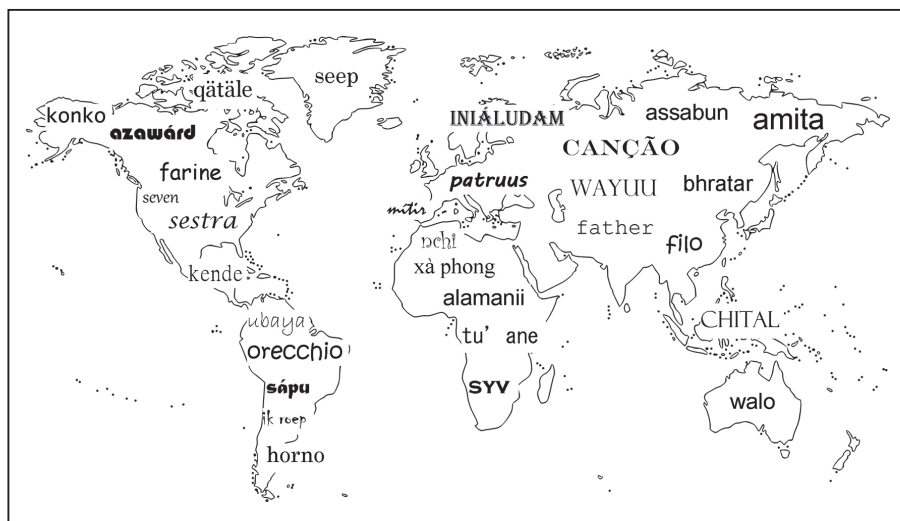 seep
qätäle
konko
azawárd
INIÁLUDAM
assabun
amita
CANÇÃO
farine
patruus
WAYUU
bhratar
seven
sestra
mitir
father
nchi
filo
kende
xà phong
alamanii
ubaya
CHITAL
tu’
ane
orecchio
sápu
SYV
walo
ik roep
horno